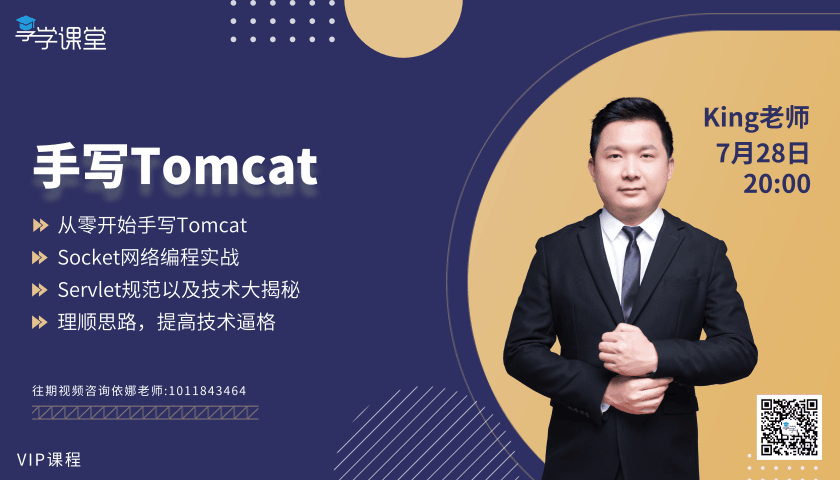 学课堂
手写Tomcat
从零开始手写Tomcat
Socket网络编程实战
Servlet规范以及技术大揭秘
理顺思路，提高技术逼格
往期视频咨询依娜老师:1011843464
VIP课程
King老师
7月28日
20:00